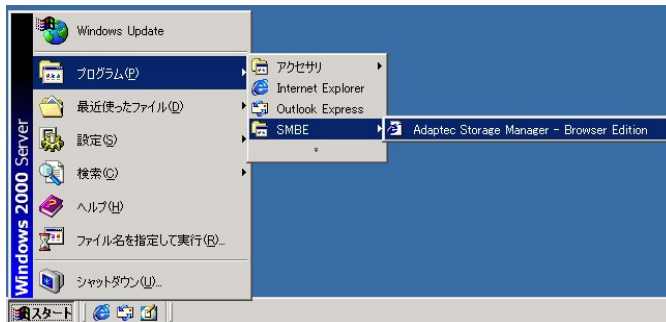 Windows Update
プログラム(P)
最近使ったファイル(D)
設定(S)
検索(C)
ヘルプ(H)
ファイル名を指定して実行(R)...
シャットダウン(U)...
Windows 2000 Server
アクセサリ
Internet Explorer
Outlook Express
SMBE
Adaptec Storage Manager - Browser Edition
スタート